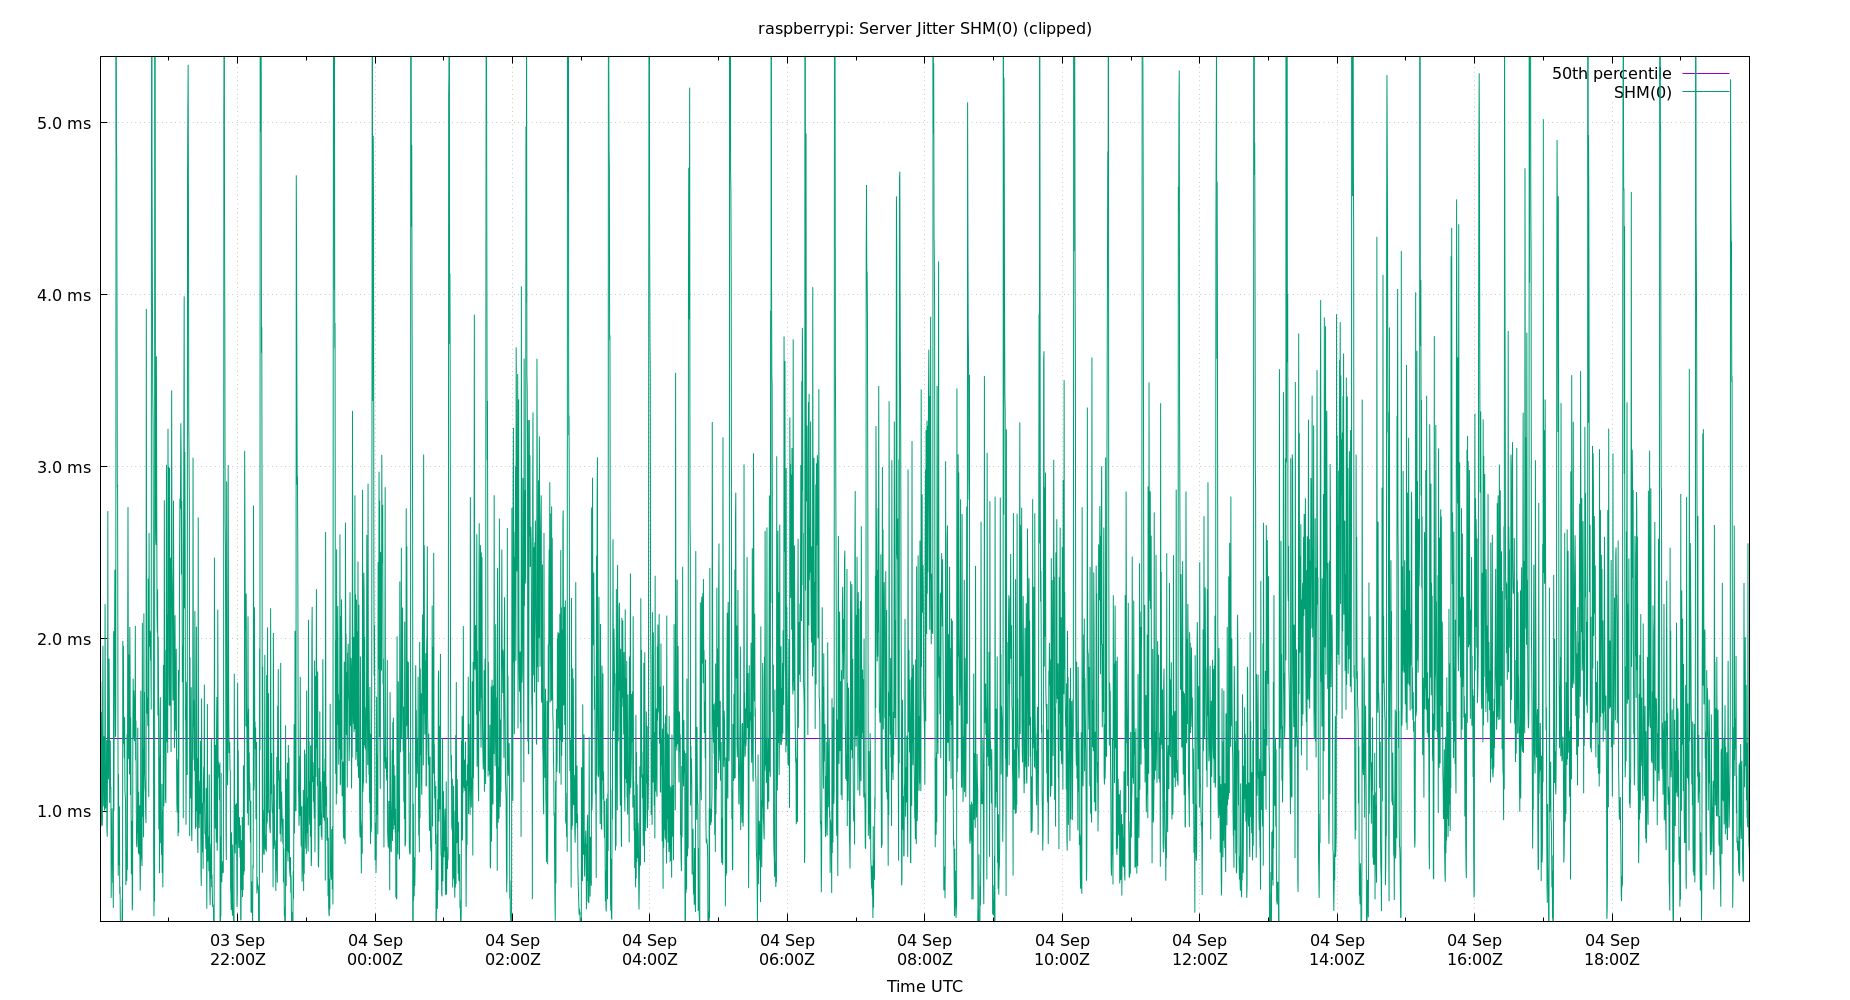 raspberrypi: Server Jitter SHM(0) (clipped)
50th percentile
SHM(0)
5.0 ms
4.0 ms
3.0 ms
2.0 ms
1.0 ms
03 Sep 04 Sep 04 Sep 04 Sep 04 Sep 04 Sep 04 Sep 04 Sep 04 Sep 04 Sep 04 Sep
22:00Z 00:00Z 02:00Z 04:00Z 06:00Z 08:00Z 10:00Z 12:00Z 14:00Z 16:00Z 18:00Z
Time UTC